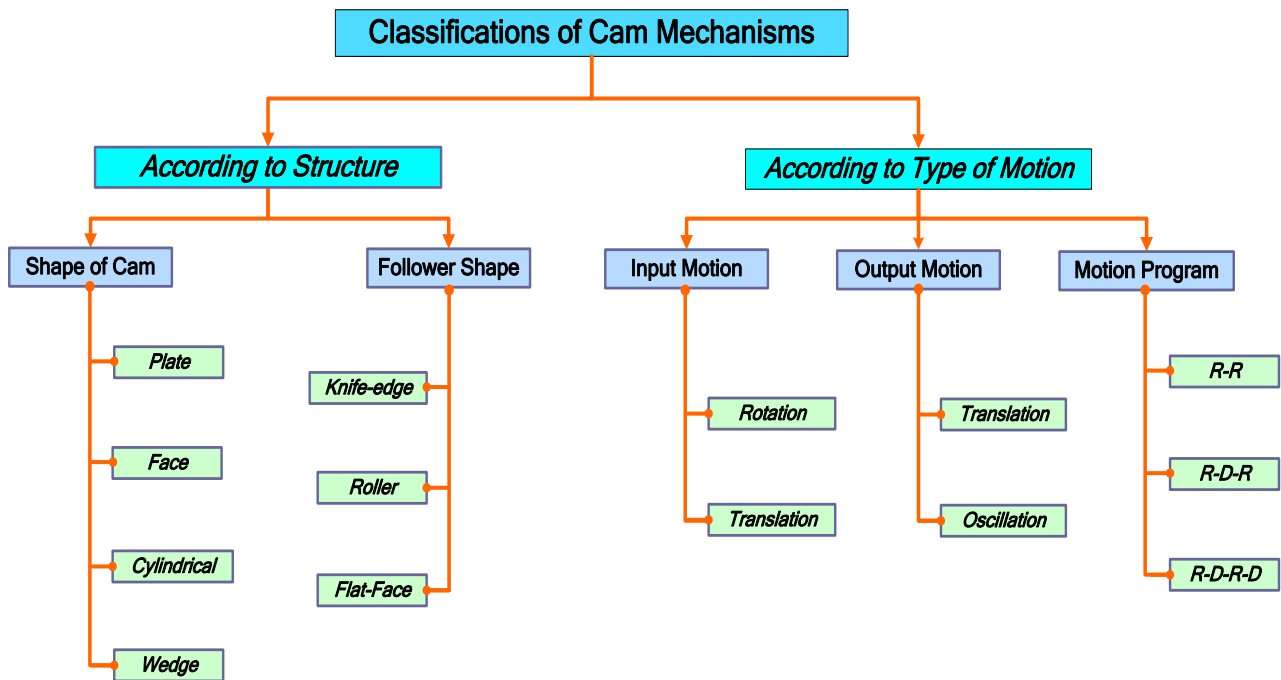 Classifications of Cam Mechanisms
According to Structure
According to Type of Motion
Shape of Cam
Follower Shape
Input Motion
Output Motion
Motion Program
Plate
Face
Cylindrical
Wedge
Knife-edge
Roller
Flat-Face
Rotation
Translation
Translation
Oscillation
R-R
R-D-R
R-D-R-D